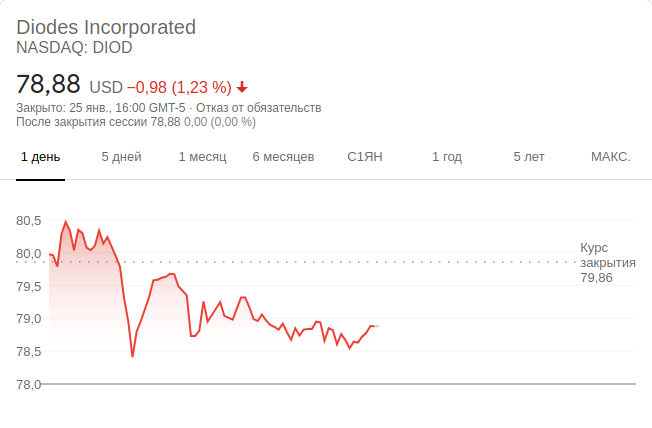 Diodes Incorporated
NASDAQ: DIOD
78,88 USD −0,98 (1,23 %)
Закрыто: 25 янв., 16:00 GMT-5 · Отказ от обязательств
После закрытия сессии 78,88 0,00 (0,00 %)
1 день 5 дней 1 месяц 6 месяцев С1ЯН 1 год 5 лет МАКС.
80,5
80,0
79,5
79,0
78,5
78,0
Курс
закрытия
79,86